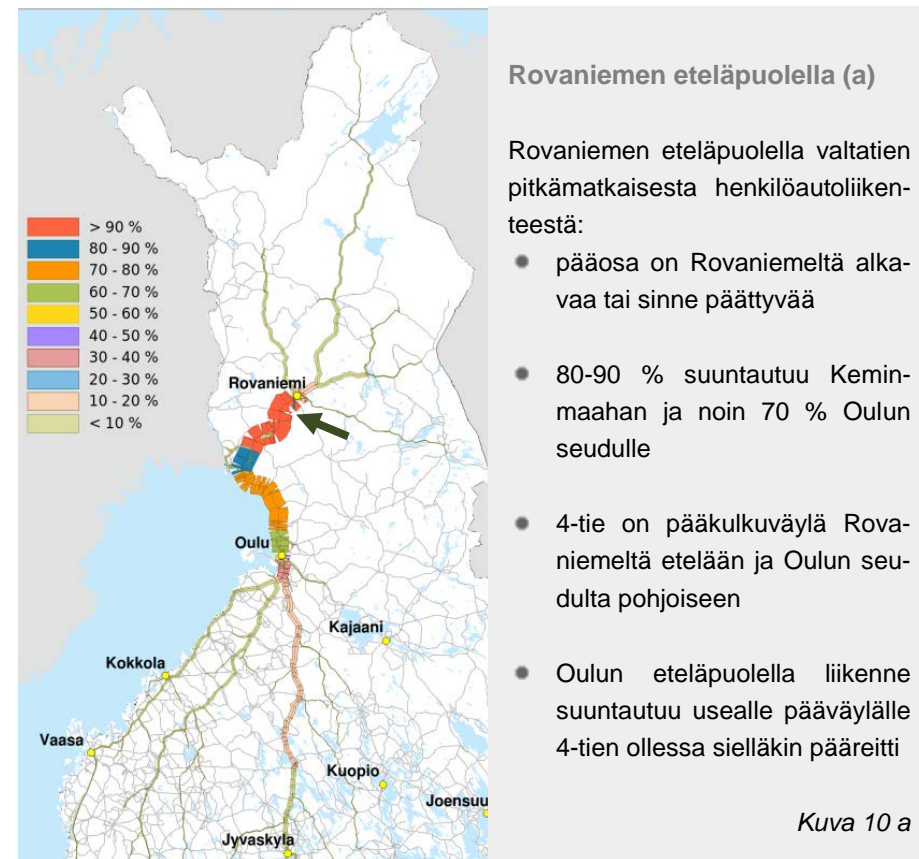 > 90 %
80 - 90 %
70 - 80 %
60 - 70 %
50 - 60 %
40 - 50 %
30 - 40 %
20 - 30 %
10 - 20 %
< 10 %
Rovaniemi
Oulu
Kajaani
Kokkola
Vaasa
Kuopio
Joensuu
Jyvaskyla
Rovaniemen eteläpuolella (a)
Rovaniemen eteläpuolella valtatien
pitkämatkaisesta henkilöautoliiken-
teestä:
pääosa on Rovaniemeltä alka-
vaa tai sinne päättyvää
80-90 % suuntautuu Kemin-
maahan ja noin 70 % Oulun
seudulle
4-tie on pääkulkuväylä Rova-
niemeltä etelään ja Oulun seu-
dulta pohjoiseen
Oulun eteläpuolella liikenne
suuntautuu usealle pääväylälle
4-tien ollessa sielläkin pääreitti
Kuva 10 a